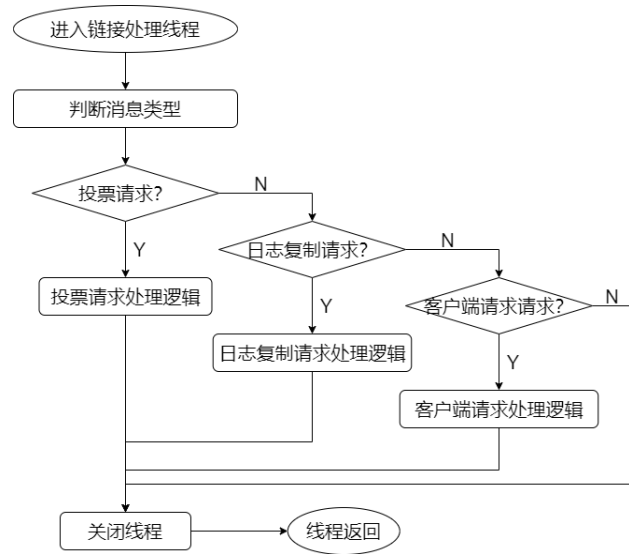 进入链接处理线程
判断消息类型
投票请求?
N
Y
日志复制请求?
N
投票请求处理逻辑
Y
客户端请求请求?
N
日志复制请求处理逻辑
Y
客户端请求处理逻辑
关闭线程
线程返回